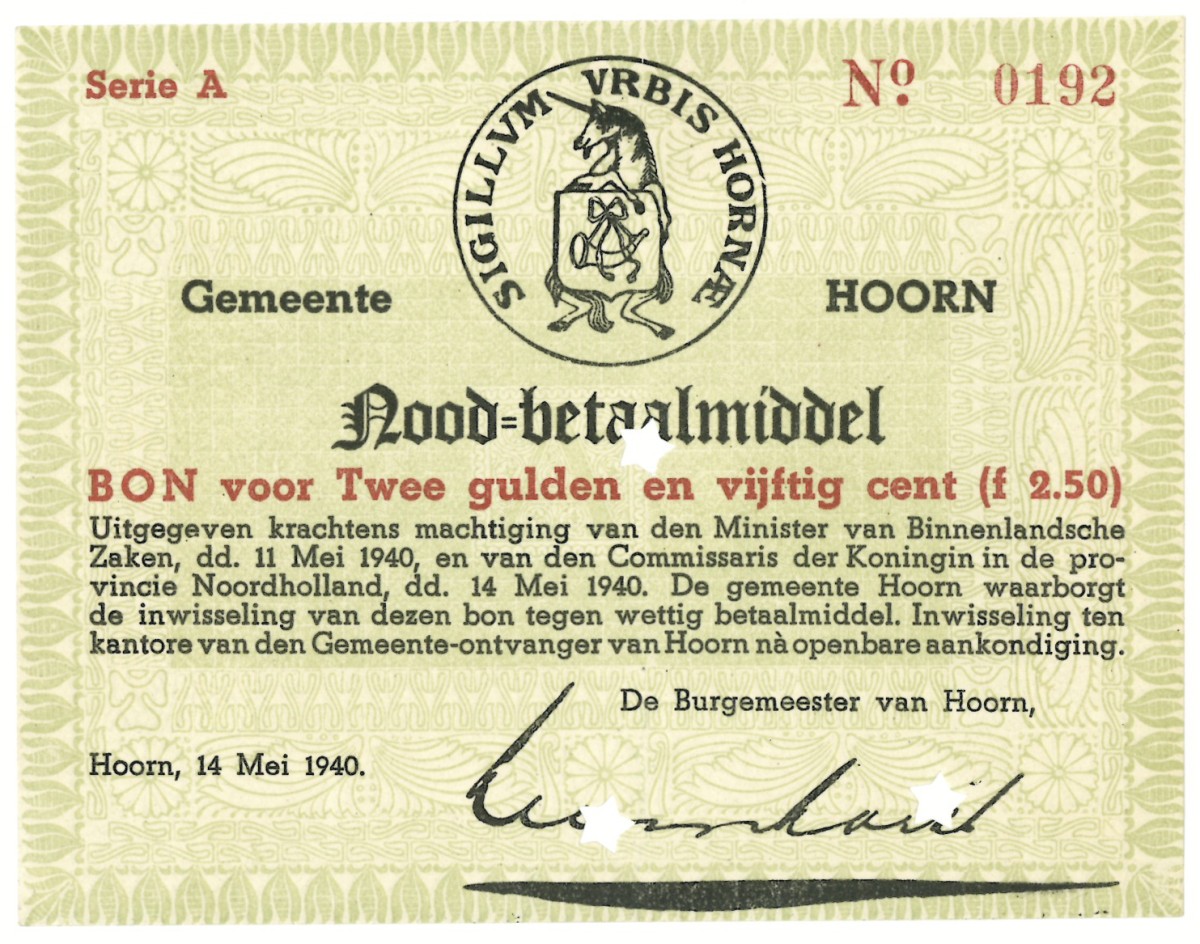 Serie A
Nº 0192
SIGILLVM VRBIS HORNÆ
Gemeente HOORN
Nood=betaalmiddel
BON voor Twee gulden en vijftig cent (f 2.50)
Uitgegeven krachtens machtiging van den Minister van Binnenlandsche
Zaken, dd. 11 Mei 1940, en van den Commissaris der Koningin in de pro-
vincie Noordholland, dd. 14 Mei 1940. De gemeente Hoorn waarborgt
de inwisseling van dezen bon tegen wettig betaalmiddel. Inwisseling ten
kantore van den Gemeente-ontvanger van Hoorn nà openbare aankondiging.
De Burgemeester van Hoorn,
Hoorn, 14 Mei 1940.